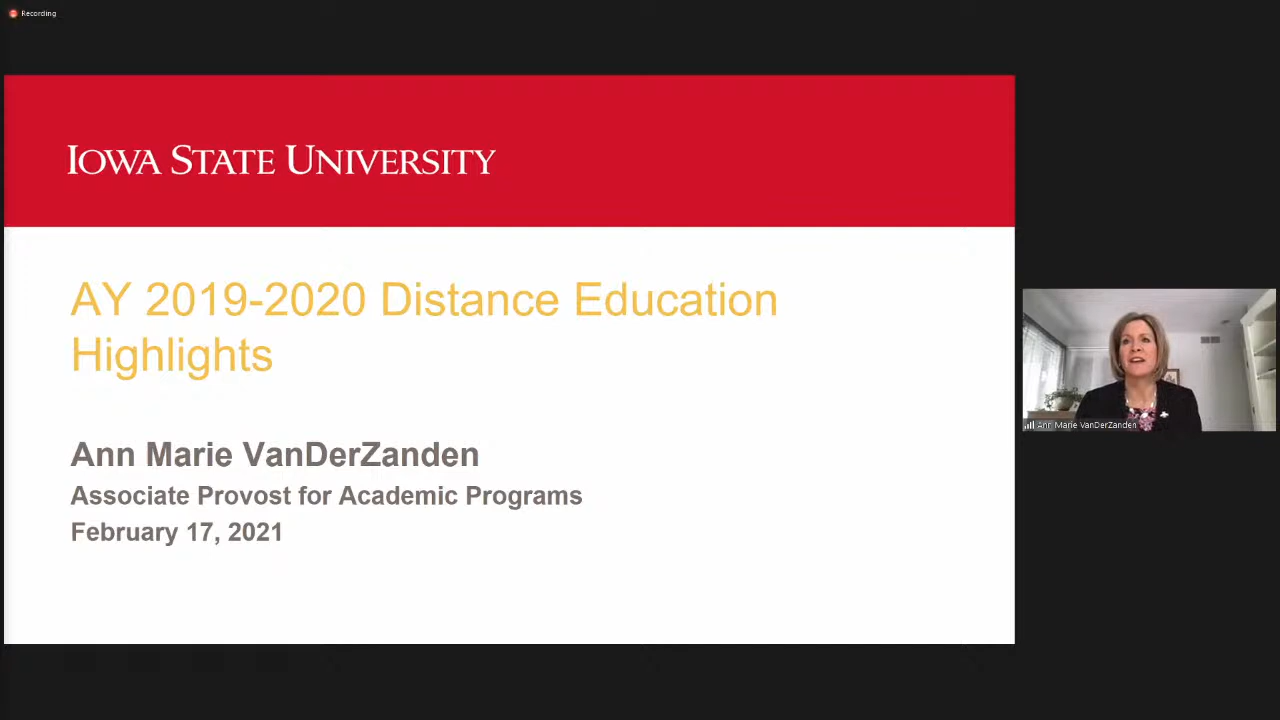 Recording
IOWA STATE UNIVERSITY
AY 2019-2020 Distance Education
Highlights
Ann Marie VanDerZanden
Associate Provost for Academic Programs
February 17, 2021
Ann Marie VanDerZanden